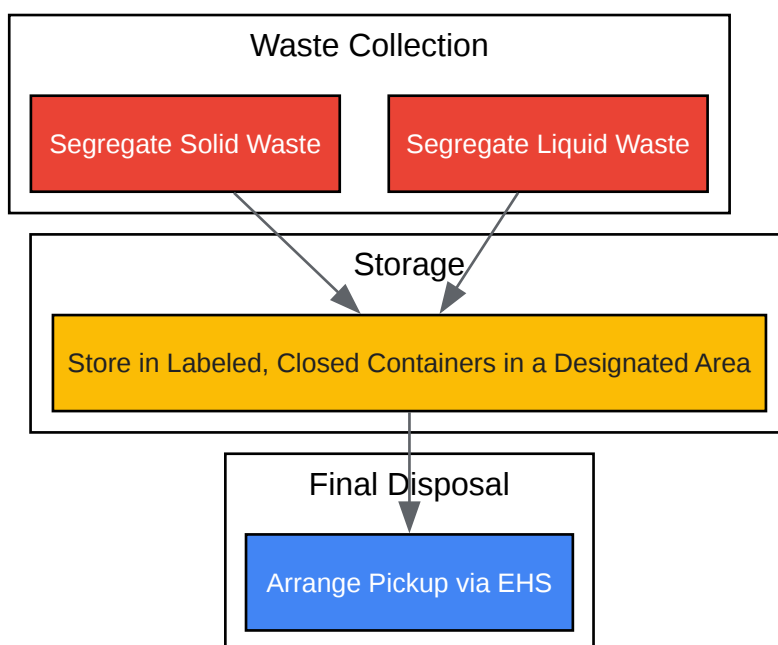 Waste Collection
Segregate Solid Waste
Segregate Liquid Waste
Storage
Store in Labeled, Closed Containers in a Designated Area
Final Disposal
Arrange Pickup via EHS